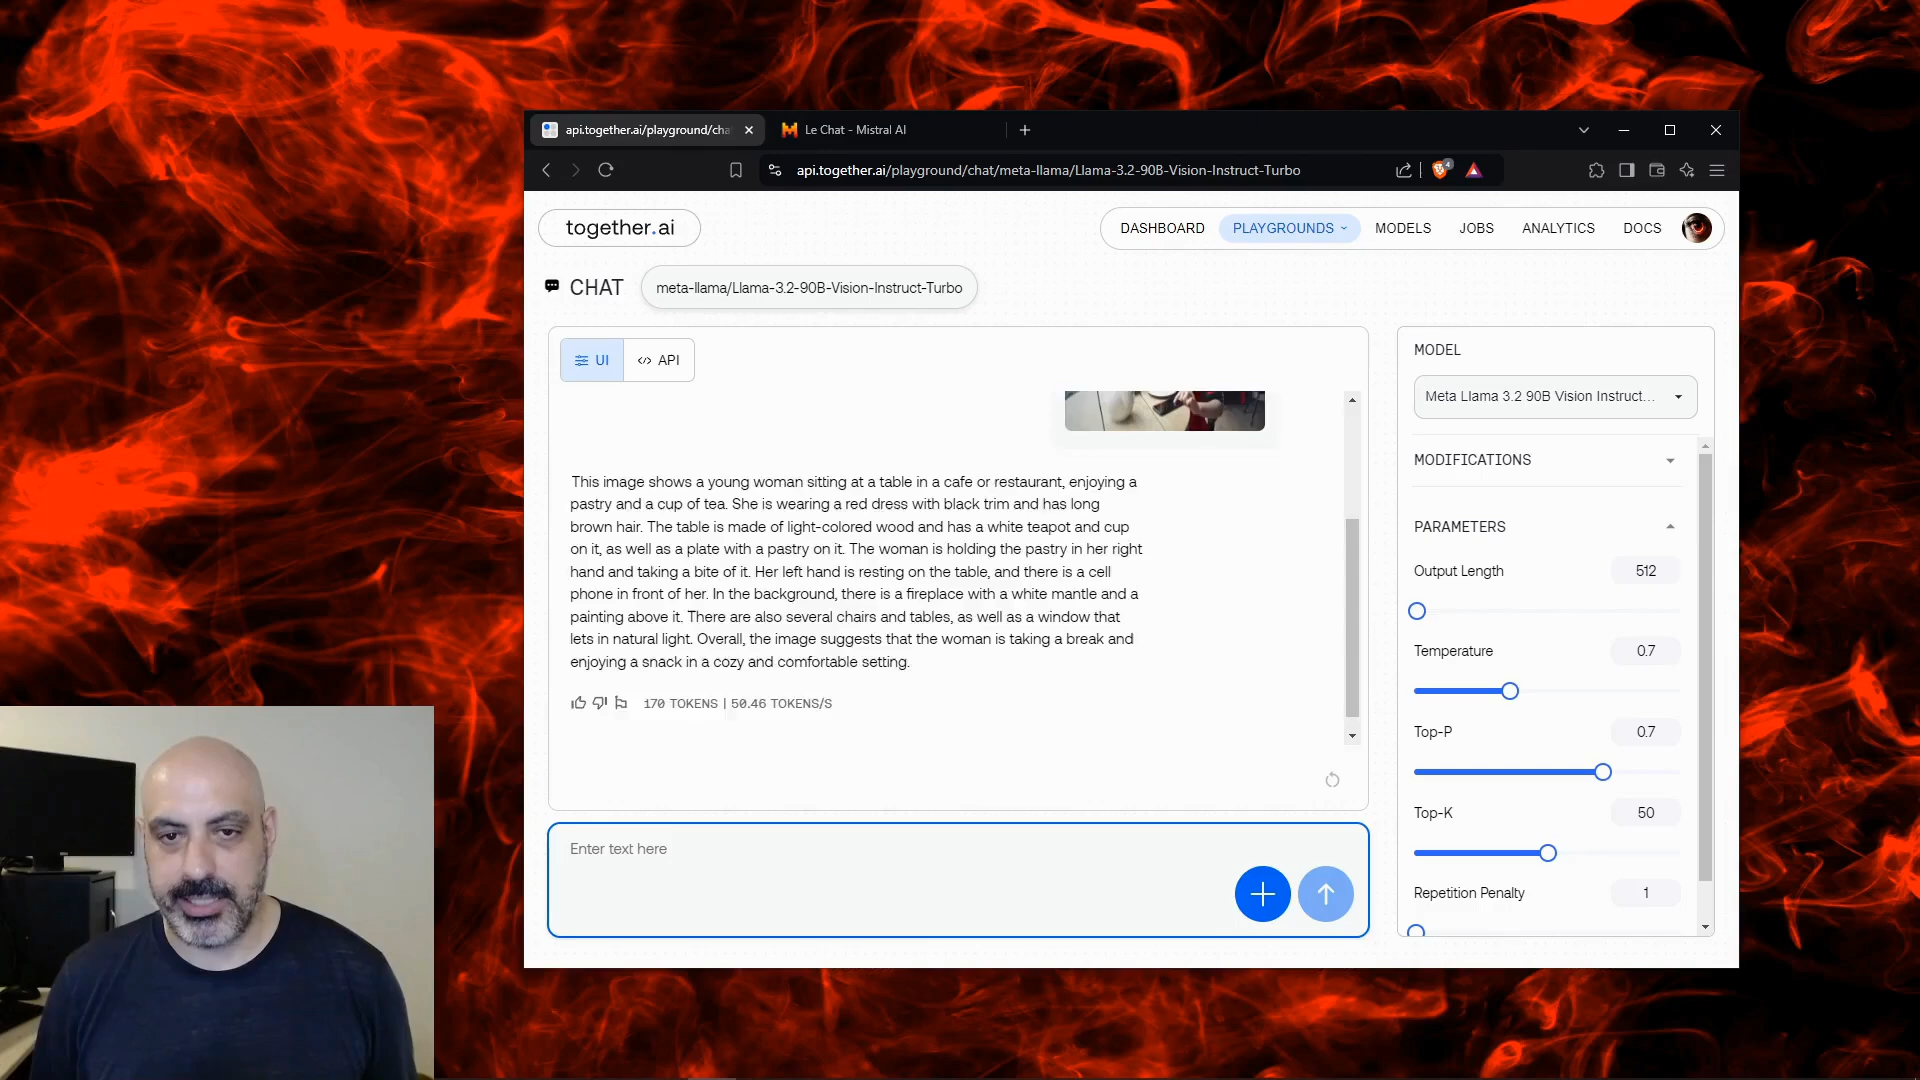 api.together.ai/playground/cha
Le Chat - Mistral AI
api.together.ai/playground/chat/meta-llama/Llama-3.2-90B-Vision-Instruct-Turbo
4
together.ai
DASHBOARD
PLAYGROUNDS
MODELS
JOBS
ANALYTICS
DOCS
CHAT
meta-llama/Llama-3.2-90B-Vision-Instruct-Turbo
UI
API
This image shows a young woman sitting at a table in a cafe or restaurant, enjoying a
pastry and a cup of tea. She is wearing a red dress with black trim and has long
brown hair. The table is made of light-colored wood and has a white teapot and cup
on it, as well as a plate with a pastry on it. The woman is holding the pastry in her right
hand and taking a bite of it. Her left hand is resting on the table, and there is a cell
phone in front of her. In the background, there is a fireplace with a white mantle and a
painting above it. There are also several chairs and tables, as well as a window that
lets in natural light. Overall, the image suggests that the woman is taking a break and
enjoying a snack in a cozy and comfortable setting.
170 TOKENS | 50.46 TOKENS/S
Enter text here
MODEL
Meta Llama 3.2 90B Vision Instruct...
MODIFICATIONS
PARAMETERS
Output Length 512
Temperature 0.7
Top-P 0.7
Top-K 50
Repetition Penalty 1